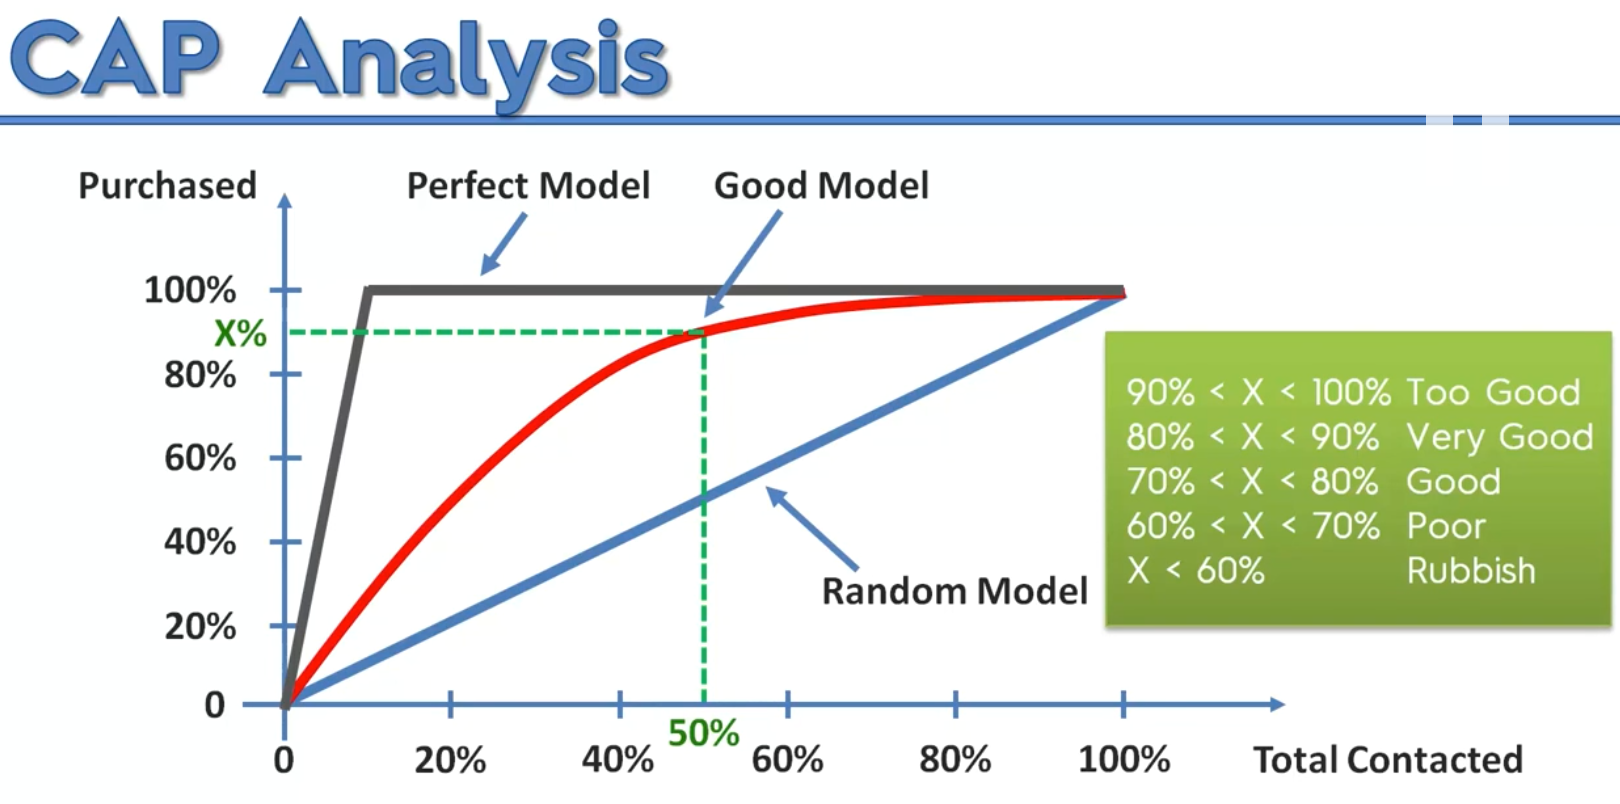 CAP Analysis
Purchased
Perfect Model
Good Model
100%
X%
80%
60%
40%
20%
0
90% < X < 100% Too Good
80% < X < 90% Very Good
70% < X < 80% Good
60% < X < 70% Poor
X < 60% Rubbish
Random Model
50%
0 20% 40% 60% 80% 100% Total Contacted